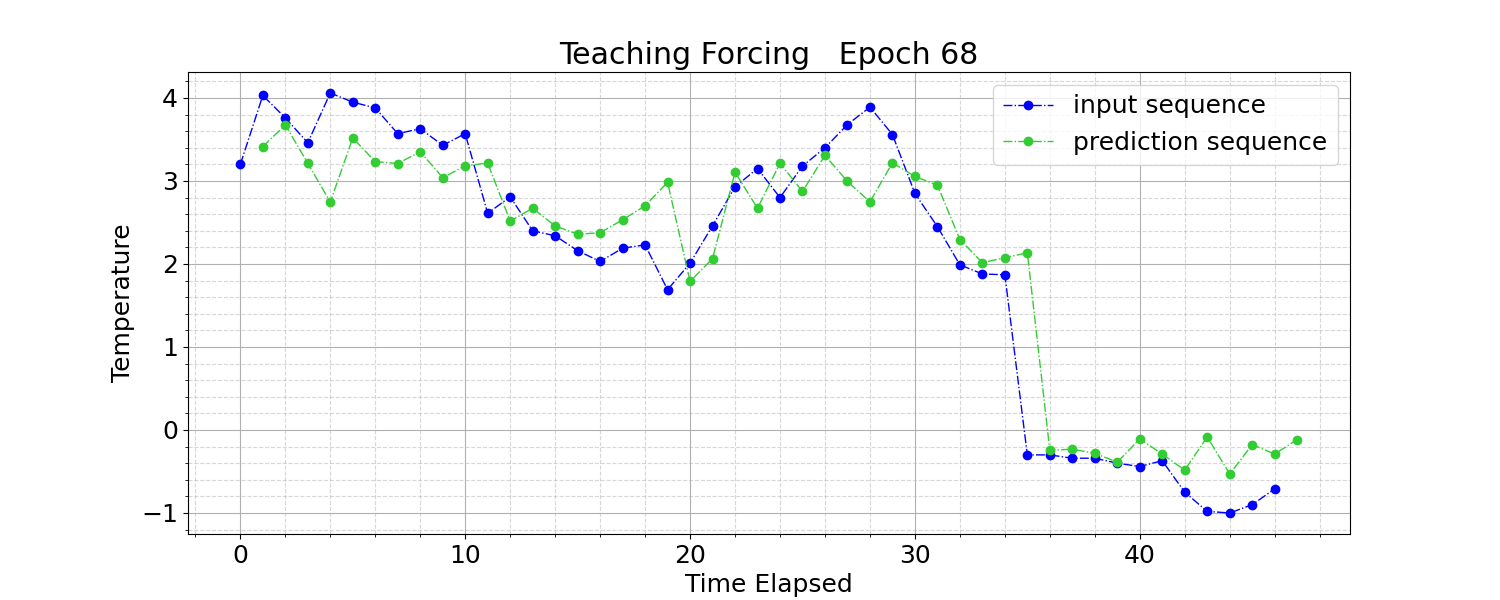 Teaching Forcing   Epoch 68
input sequence
prediction sequence
4
3
2
1
0
−1
Temperature
0 10 20 30 40
Time Elapsed